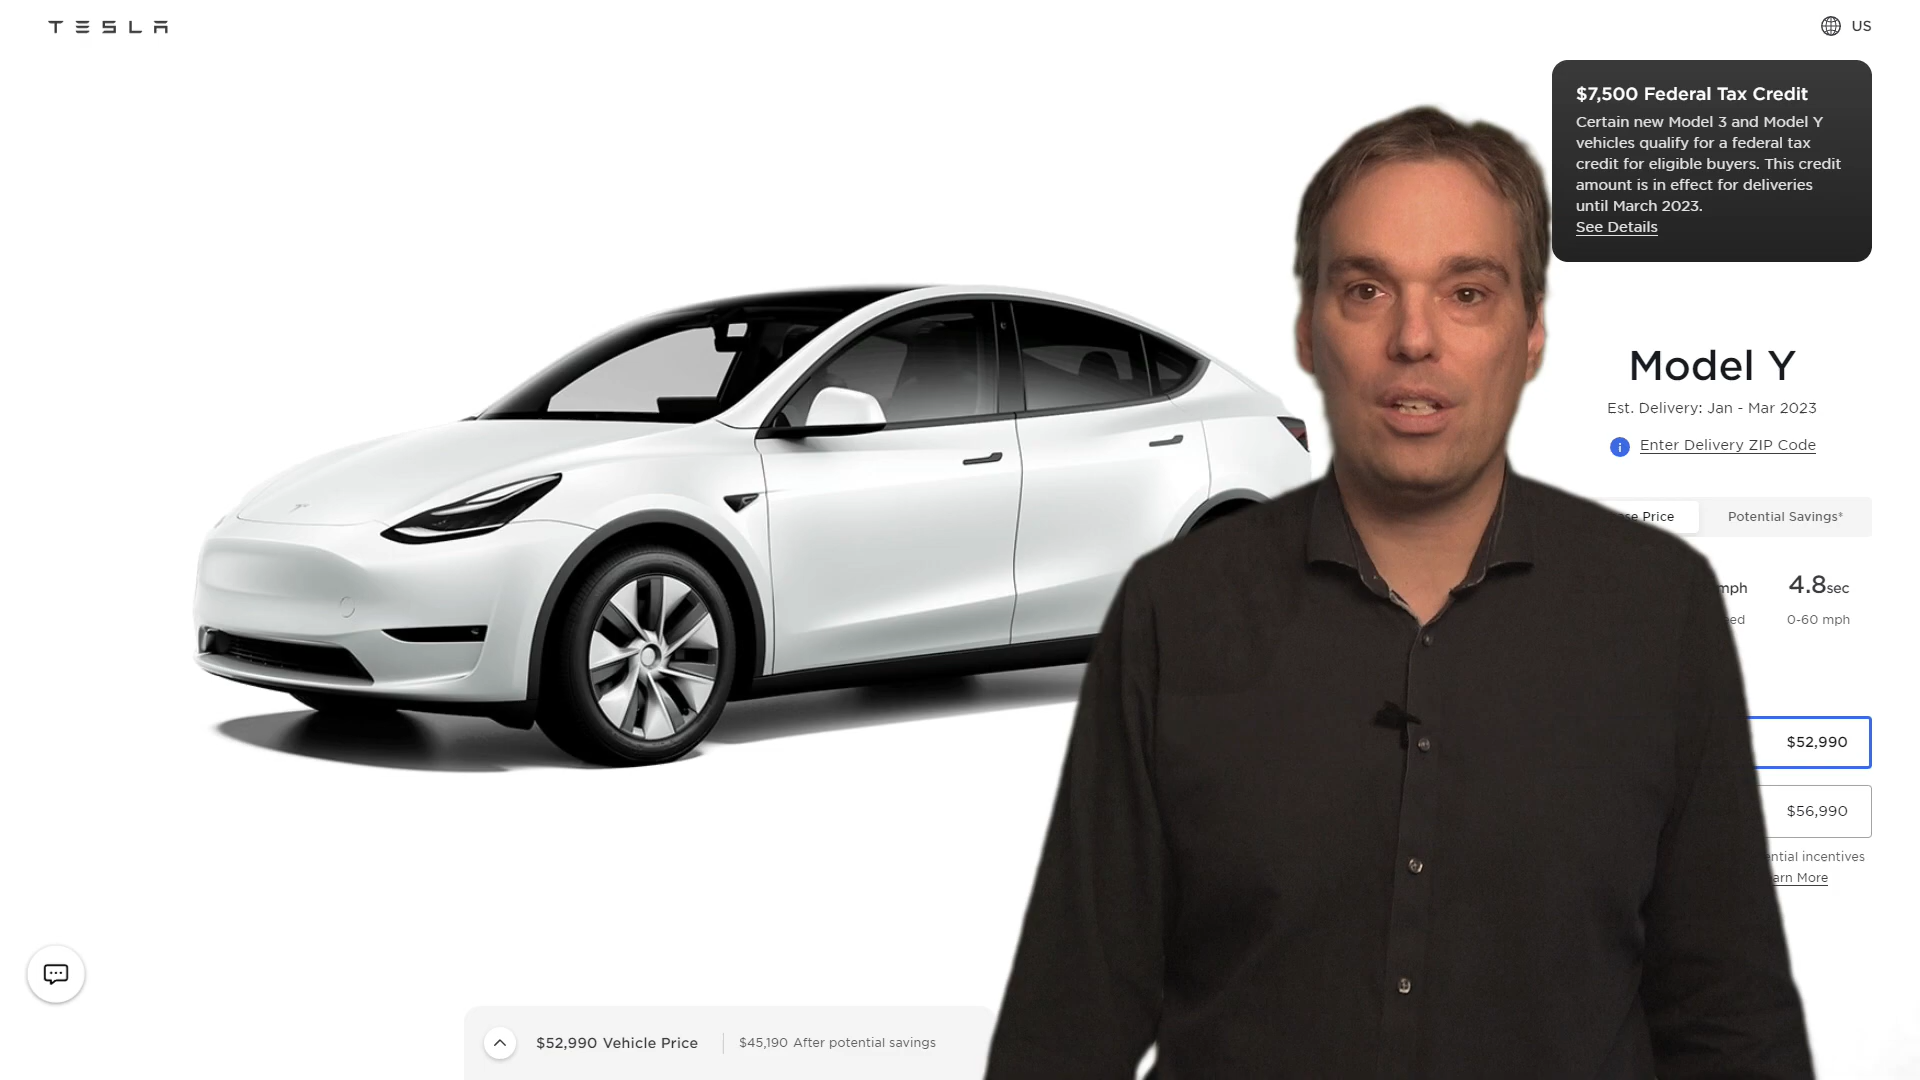 TESLA
US
$7,500 Federal Tax Credit
Certain new Model 3 and Model Y
vehicles qualify for a federal tax
credit for eligible buyers. This credit
amount is in effect for deliveries
until March 2023.
See Details
Model Y
Est. Delivery: Jan - Mar 2023
i Enter Delivery ZIP Code
Price
Potential Savings*
mph
4.8sec
0-60 mph
$52,990
$56,990
incentives
More
$52,990 Vehicle Price
$45,190 After potential savings